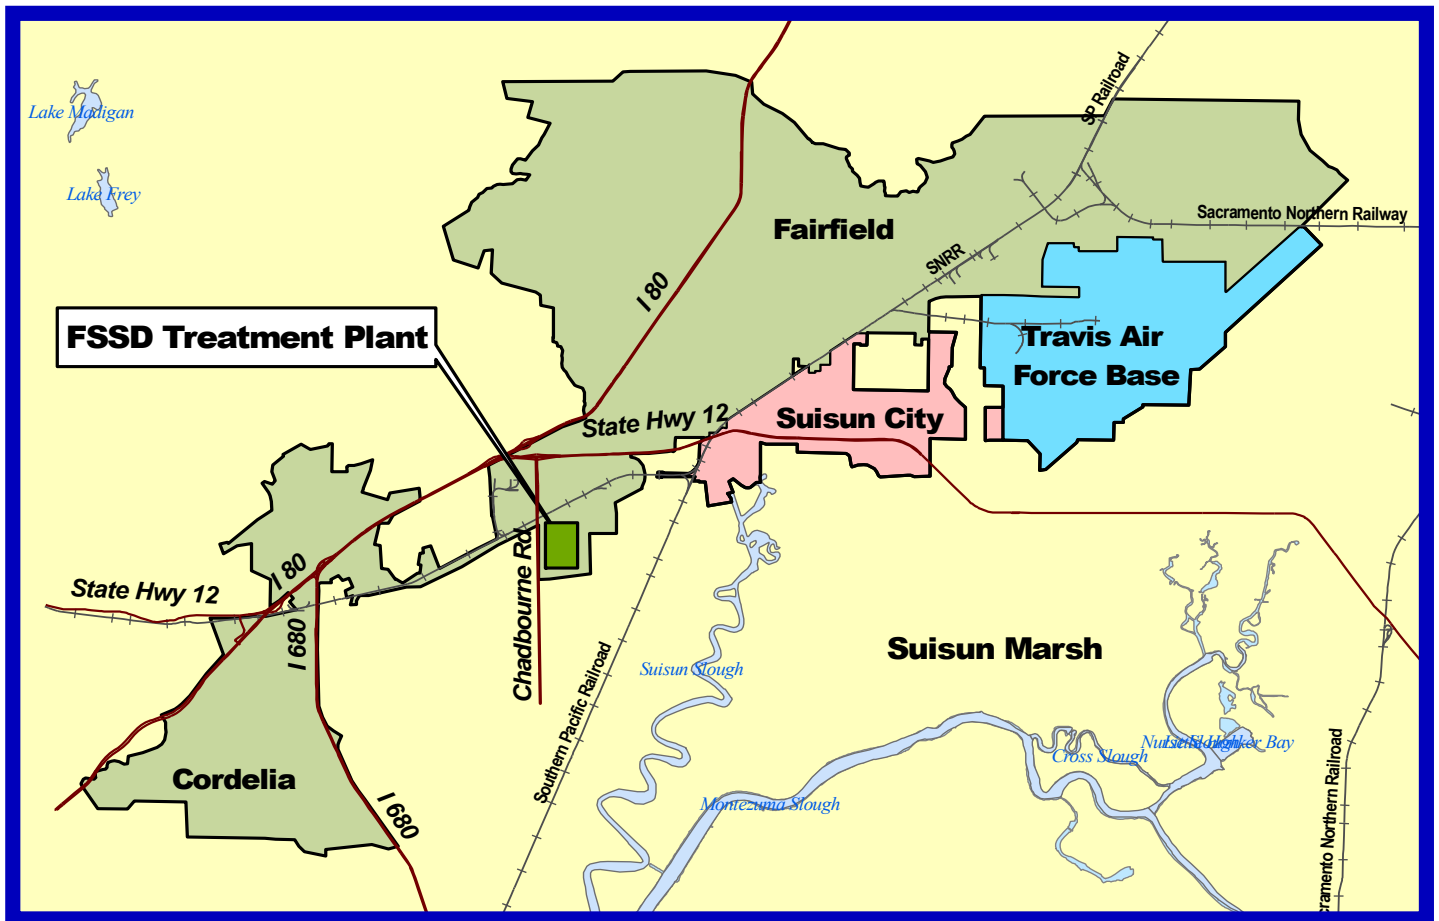 SP Railroad
Lake Madigan
Lake Frey
Sacramento Northern Railway
Fairfield
SNRR
I 80
FSSD Treatment Plant
Travis Air
Force Base
State Hwy 12
Suisun City
Chadbourne Rd
I 80
State Hwy 12
I 680
Suisun Marsh
Suisun Slough
Southern Pacific Railroad
Cross Slough
Cordelia
Montezuma Slough
I 680
cramento Northern Railroad